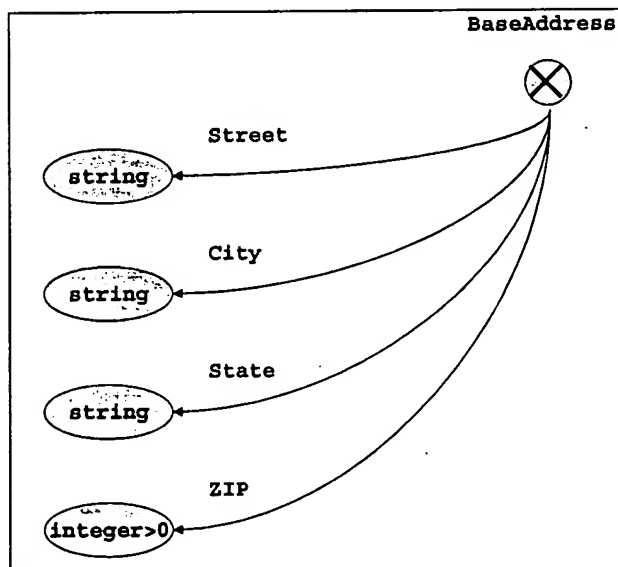 BaseAddress
Street
string
City
string
State
string
ZIP
integer>0